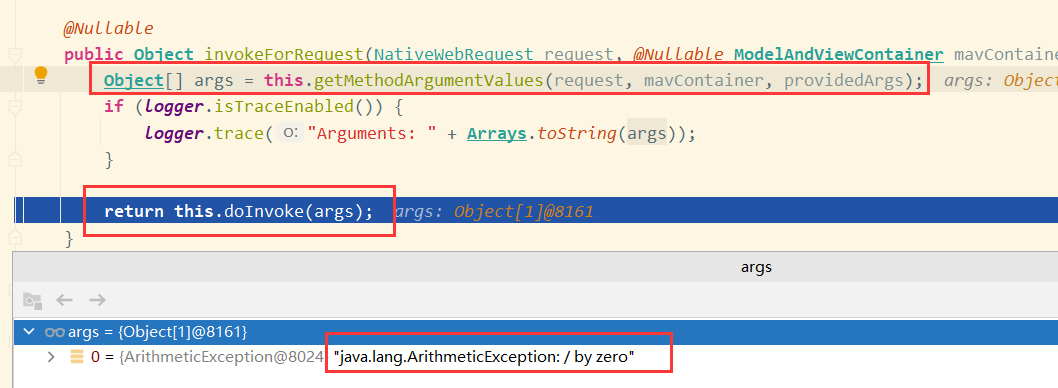 @Nullable
public Object invokeForRequest(NativeWebRequest request, @Nullable ModelAndViewContainer mavContaine
Object[] args = this.getMethodArgumentValues(request, mavContainer, providedArgs); args: Object
if (logger.isTraceEnabled()) {
logger.trace( o: "Arguments: " + Arrays.toString(args));
}
return this.doInvoke(args); args: Object[1]@8161
}
args
args = {Object[1]@8161}
0 = {ArithmeticException@8024} "java.lang.ArithmeticException: / by zero"